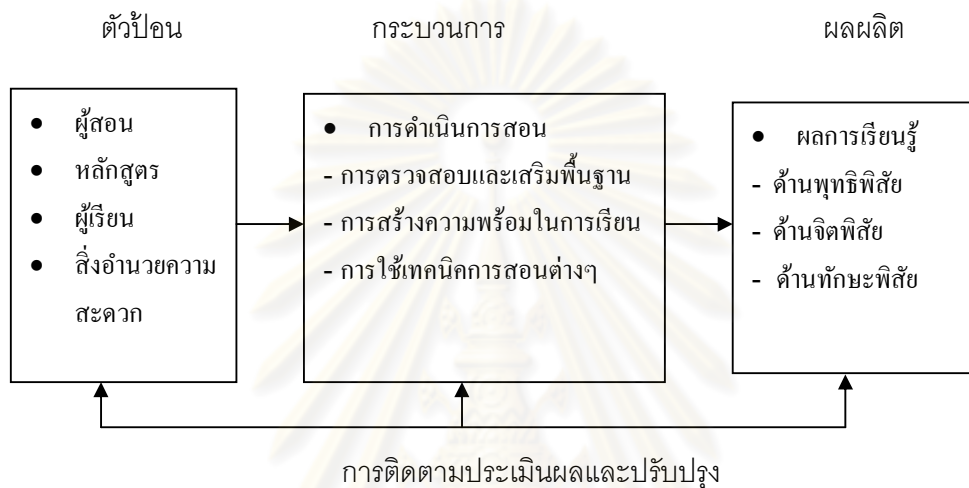 ตัวป้อน
กระบวนการ
ผลผลิต
● ผู้สอน
● หลักสูตร
● ผู้เรียน
● สิ่งอำนวยความ
สะดวก
● การดำเนินการสอน
- การตรวจสอบและเสริมพื้นฐาน
- การสร้างความพร้อมในการเรียน
- การใช้เทคนิคการสอนต่างๆ
● ผลการเรียนรู้
- ด้านพุทธิพิสัย
- ด้านจิตพิสัย
- ด้านทักษะพิสัย
การติดตามประเมินผลและปรับปรุง